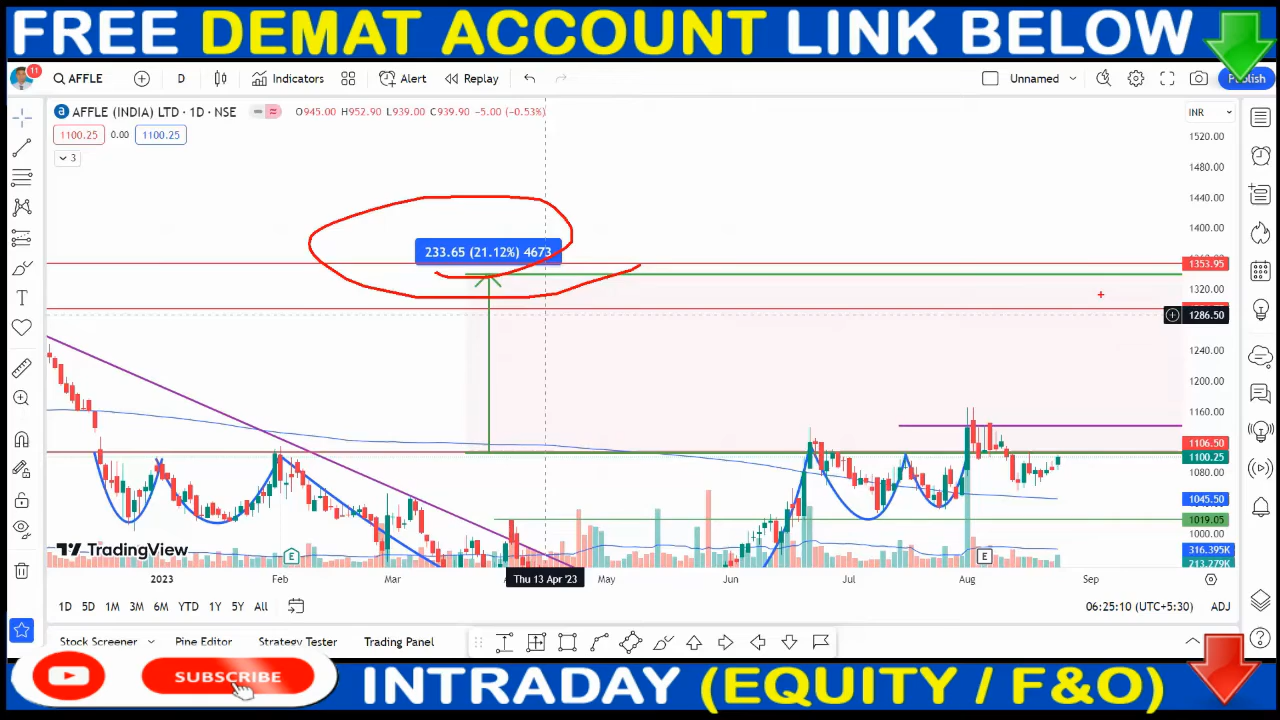 FREE DEMAT ACCOUNT LINK BELOW
11 AFFLE D Indicators Alert Replay Unnamed Publish
AFFLE (INDIA) LTD · 1D · NSE O945.00 H952.90 L939.00 C939.90 −5.00 (−0.53%) INR
1100.25 0.00 1100.25
3
1520.00
1480.00
1440.00
1400.00
233.65 (21.12%) 4673
1353.95
1320.00
1286.50
1240.00
1200.00
1160.00
1106.50
1100.25
1080.00
1045.50
1019.05
1000.00
TradingView E E
316.395K
213.779K
2023 Feb Mar Thu 13 Apr '23 May Jun Jul Aug Sep
1D 5D 1M 3M 6M YTD 1Y 5Y All 06:25:10 (UTC+5:30) ADJ
Stock Screener Pine Editor Strategy Tester Trading Panel
SUBSCRIBE
INTRADAY (EQUITY / F&O)